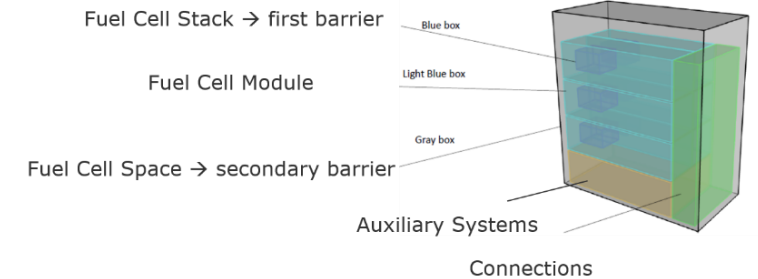 Fuel Cell Stack → first barrier
Blue box
Light Blue box
Fuel Cell Module
Gray box
Fuel Cell Space → secondary barrier
Auxiliary Systems
Connections